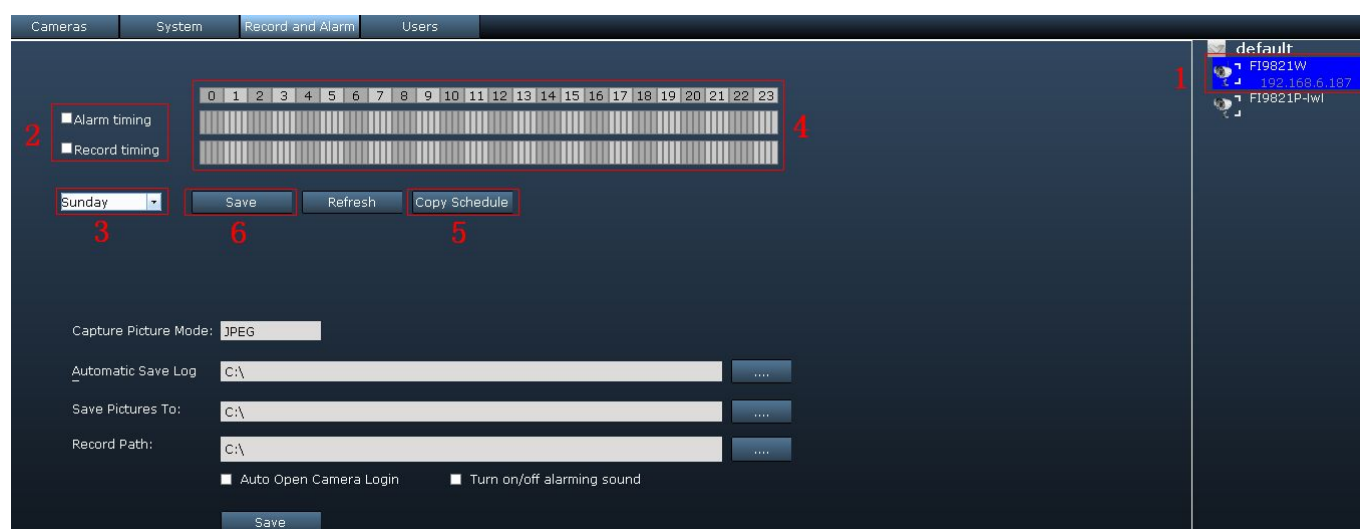 Cameras System Record and Alarm Users
default
1 FI9821W
192.168.6.187
FI9821P-lwl
0 1 2 3 4 5 6 7 8 9 10 11 12 13 14 15 16 17 18 19 20 21 22 23
2 Alarm timing 4
Record timing
Sunday Save Refresh Copy Schedule
3 6 5
Capture Picture Mode: JPEG
Automatic Save Log C:\ ....
Save Pictures To: C:\ ....
Record Path: C:\ ....
Auto Open Camera Login Turn on/off alarming sound
Save